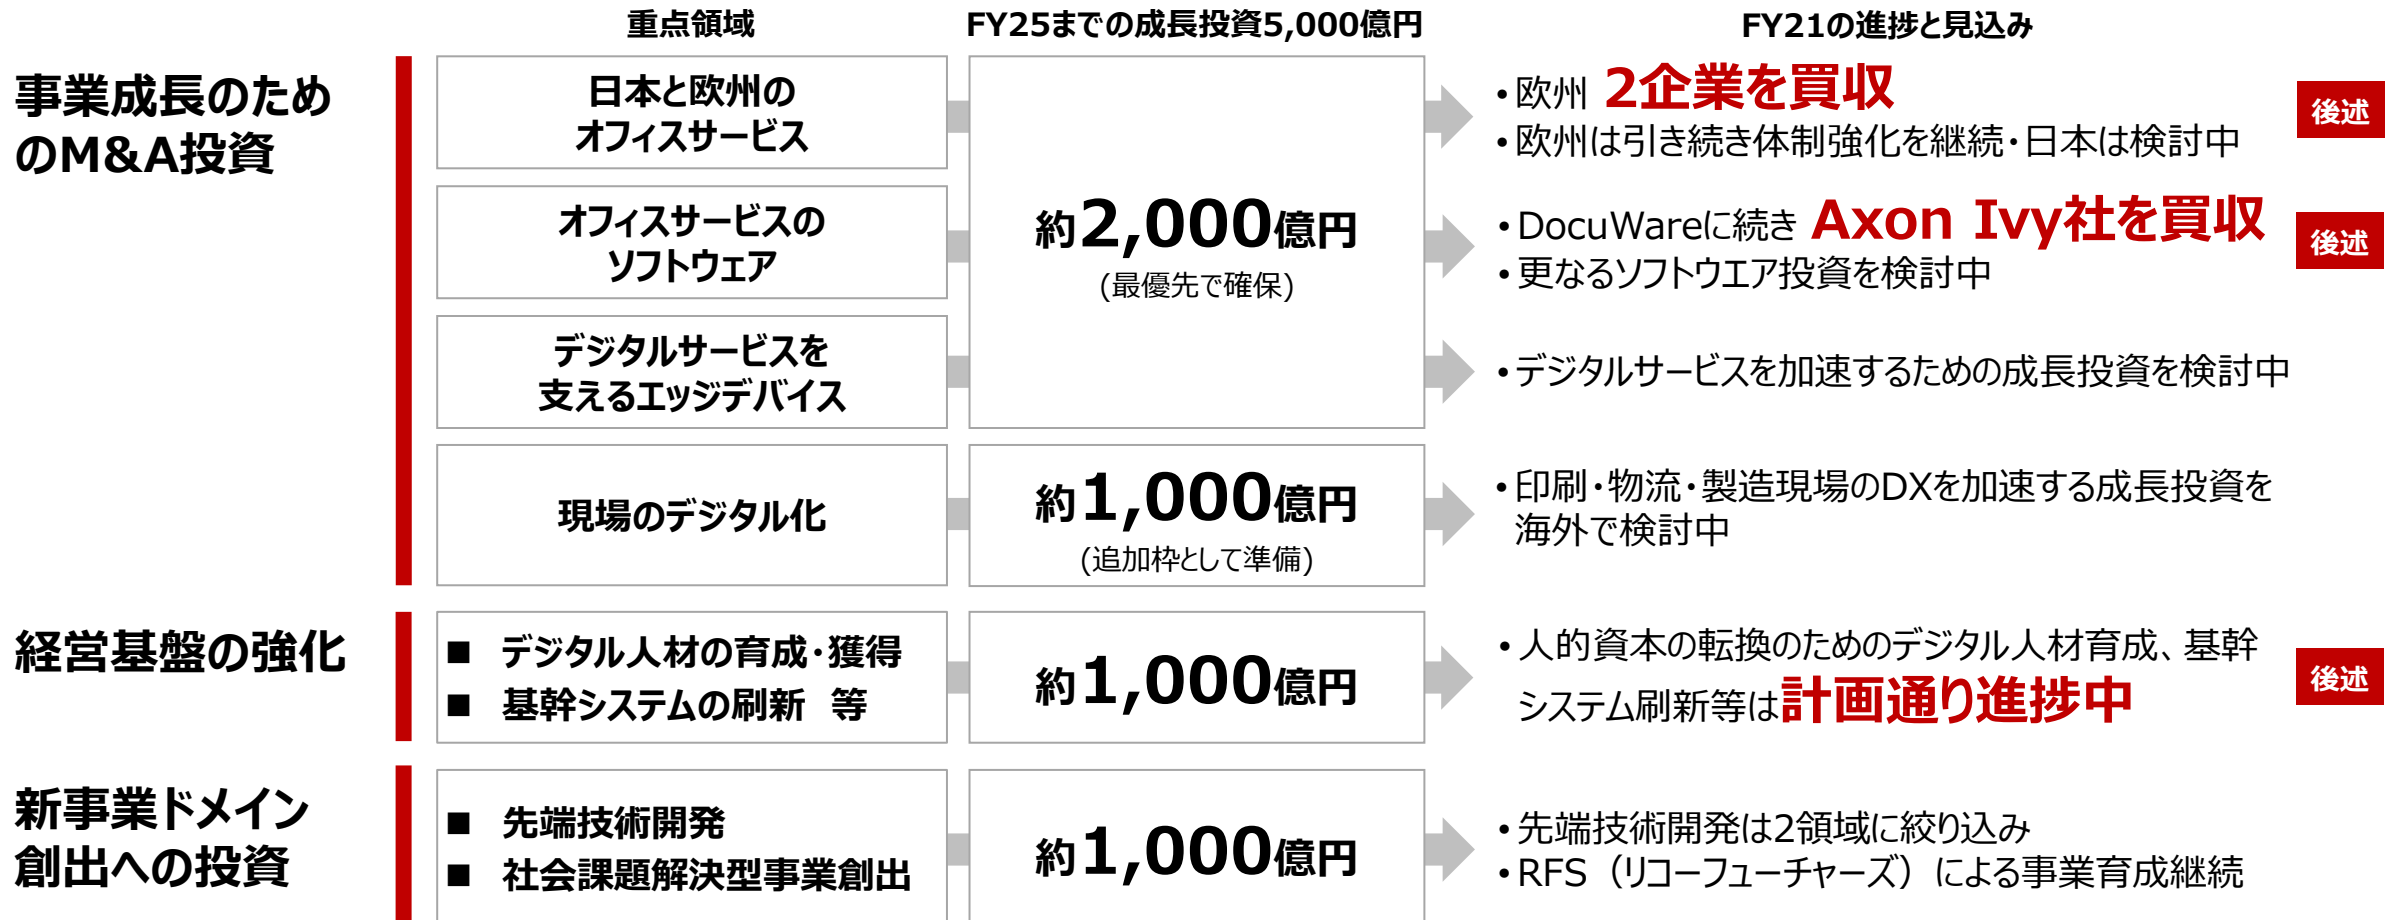 重点領域
FY25までの成長投資5,000億円
FY21の進捗と見込み
事業成長のため
のM&A投資
日本と欧州の
オフィスサービス
オフィスサービスの
ソフトウェア
デジタルサービスを
支えるエッジデバイス
約2,000億円
(最優先で確保)
•欧州 2企業を買収
•欧州は引き続き体制強化を継続・日本は検討中
後述
•DocuWareに続き Axon Ivy社を買収
•更なるソフトウエア投資を検討中
後述
•デジタルサービスを加速するための成長投資を検討中
現場のデジタル化
約1,000億円
(追加枠として準備)
•印刷・物流・製造現場のDXを加速する成長投資を
海外で検討中
経営基盤の強化
■ デジタル人材の育成・獲得
■ 基幹システムの刷新 等
約1,000億円
•人的資本の転換のためのデジタル人材育成、基幹
システム刷新等は計画通り進捗中
後述
新事業ドメイン
創出への投資
■ 先端技術開発
■ 社会課題解決型事業創出
約1,000億円
•先端技術開発は2領域に絞り込み
•RFS（リコーフューチャーズ）による事業育成継続